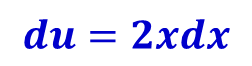 du = 2xdx